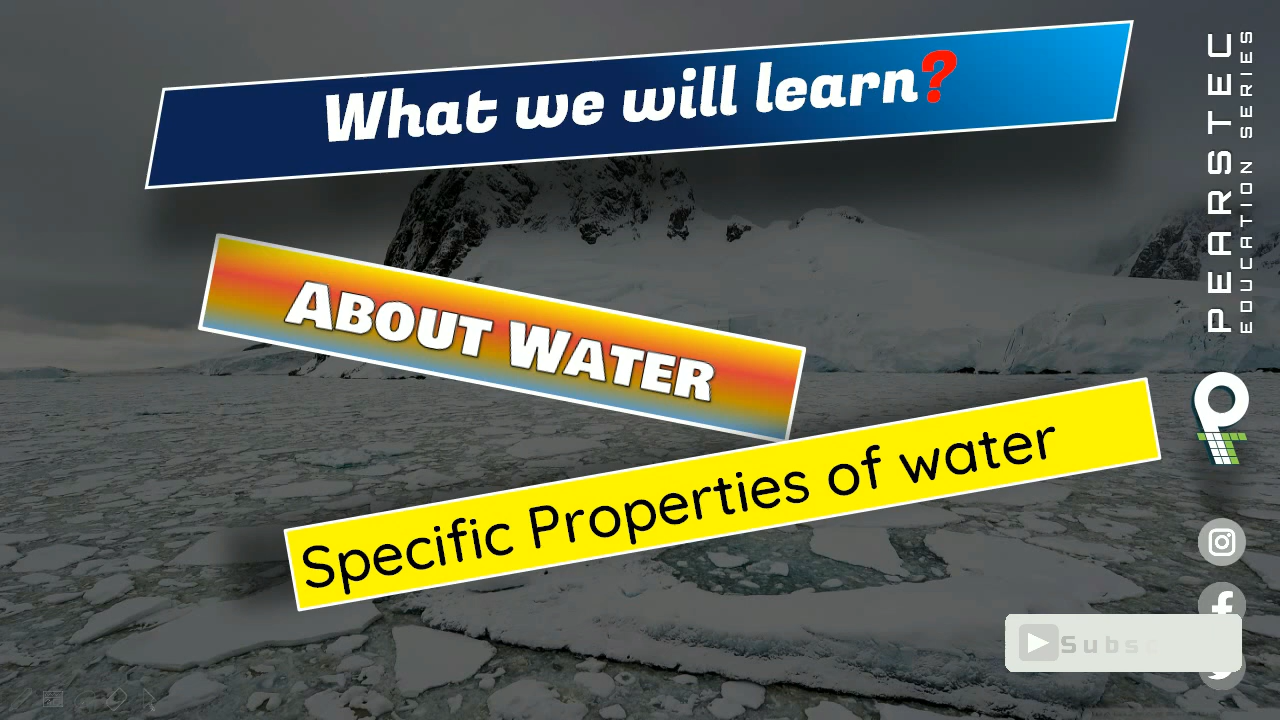 What we will learn?
ABOUT WATER
Specific Properties of water
PEARSTEC
EDUCATION SERIES